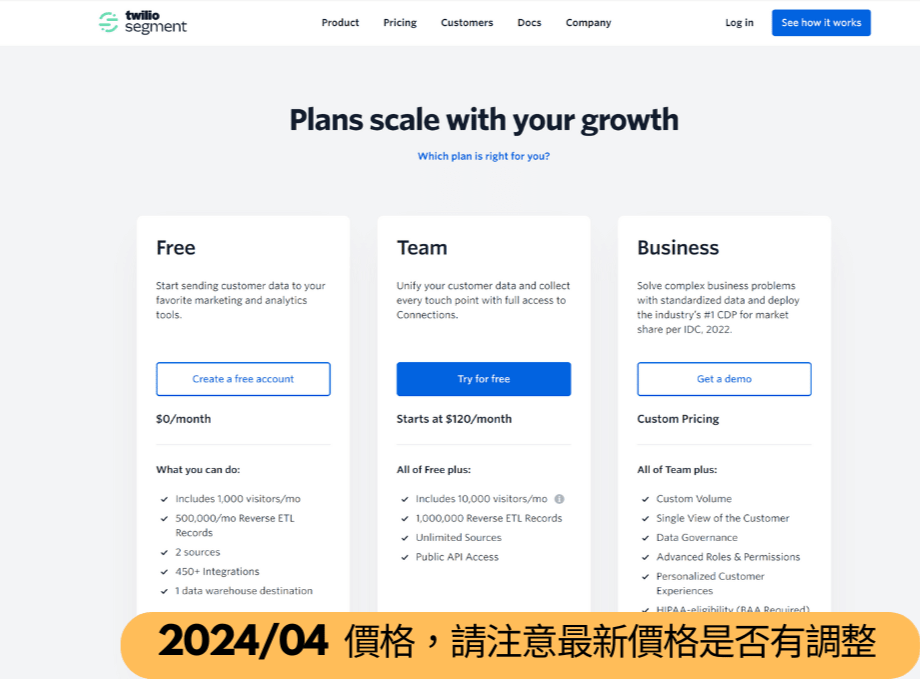 twilio
segment
Product Pricing Customers Docs Company Log in See how it works
Plans scale with your growth
Which plan is right for you?
Free
Start sending customer data to your
favorite marketing and analytics
tools.
Create a free account
$0/month
What you can do:
Includes 1,000 visitors/mo
500,000/mo Reverse ETL
Records
2 sources
450+ Integrations
1 data warehouse destination
Team
Unify your customer data and collect
every touch point with full access to
Connections.
Try for free
Starts at $120/month
All of Free plus:
Includes 10,000 visitors/mo
1,000,000 Reverse ETL Records
Unlimited Sources
Public API Access
Business
Solve complex business problems
with standardized data and deploy
the industry's #1 CDP for market
share per IDC, 2022.
Get a demo
Custom Pricing
All of Team plus:
Custom Volume
Single View of the Customer
Data Governance
Advanced Roles & Permissions
Personalized Customer
Experiences
HIPAA-eligibility (BAA Required)
2024/04 價格，請注意最新價格是否有調整